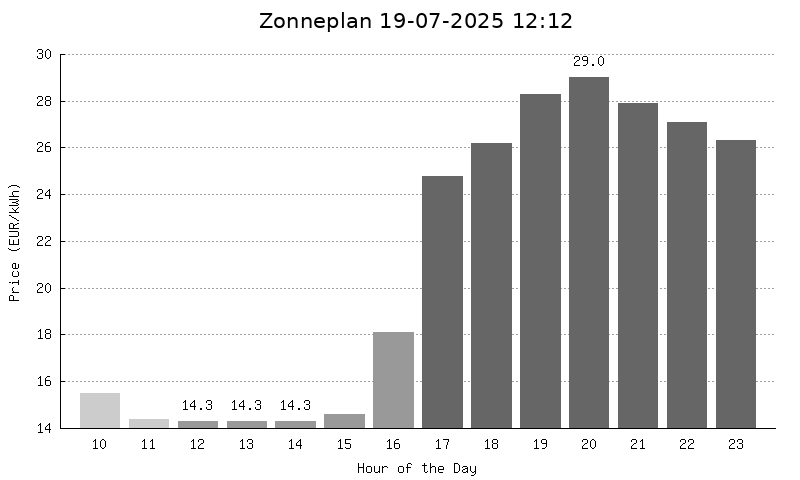 Zonneplan 19-07-2025 12:12
Price (EUR/kWh)
30
28
26
24
22
20
18
16
14
29.0
14.3 14.3 14.3
10 11 12 13 14 15 16 17 18 19 20 21 22 23
Hour of the Day